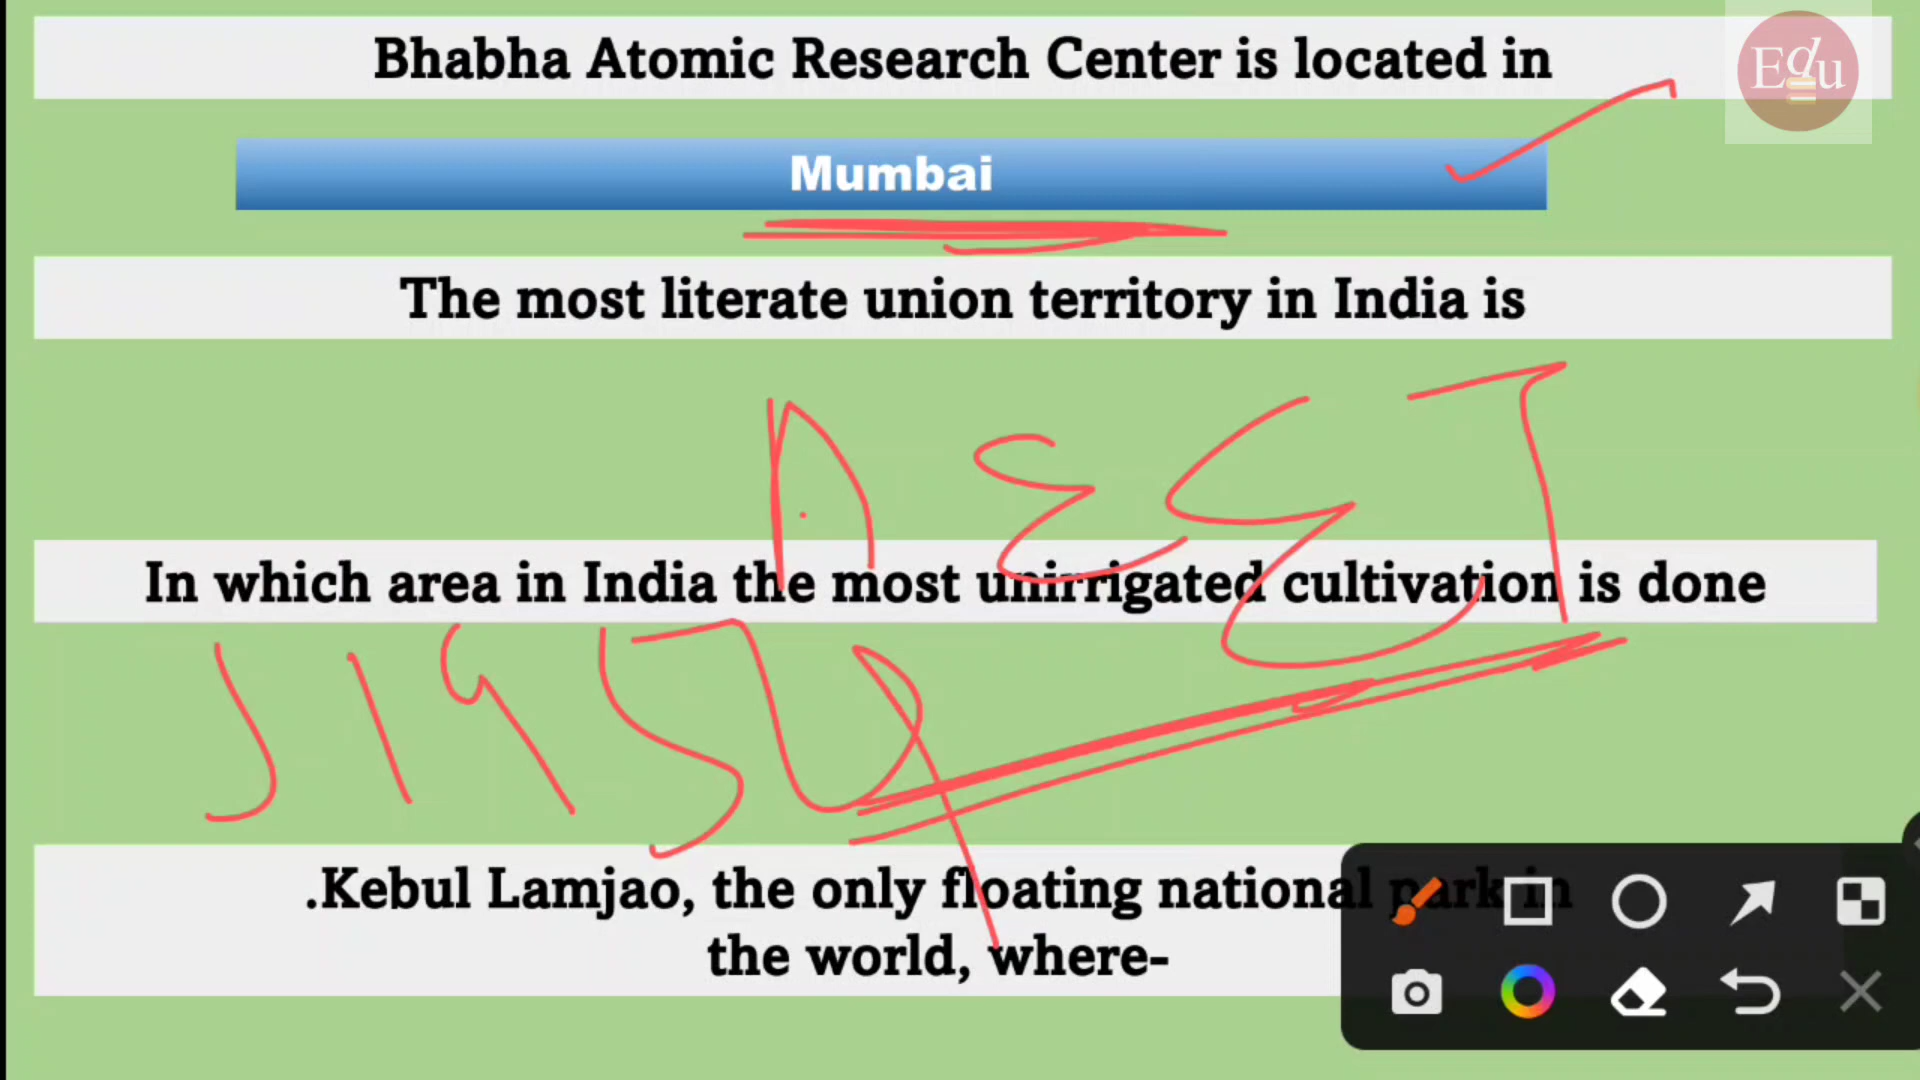 Edu
Bhabha Atomic Research Center is located in
Mumbai
The most literate union territory in India is
In which area in India the most unirrigated cultivation is done
.Kebul Lamjao, the only floating national park in
the world, where-